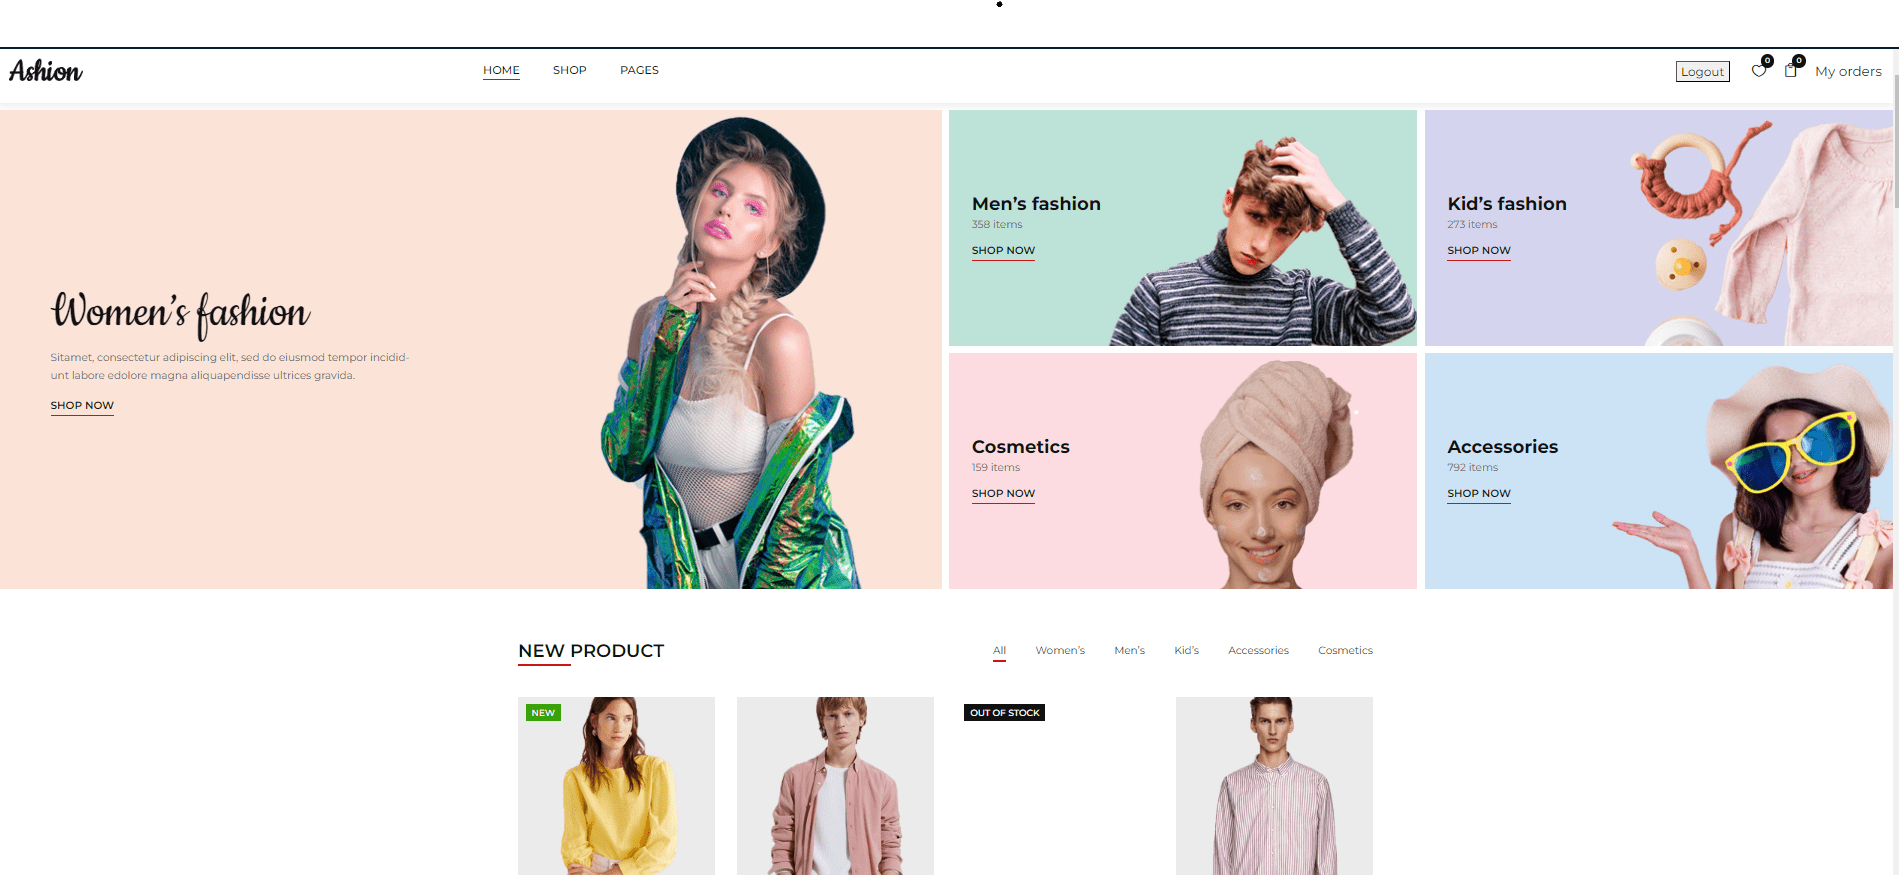 Ashion
HOME SHOP PAGES
Logout 0 0 My orders
Women's fashion
Sitamet, consectetur adipiscing elit, sed do eiusmod tempor incidid-
unt labore edolore magna aliquapendisse ultrices gravida.
SHOP NOW
Men's fashion
358 items
SHOP NOW
Kid's fashion
273 items
SHOP NOW
Cosmetics
159 items
SHOP NOW
Accessories
792 items
SHOP NOW
NEW PRODUCT
All Women's Men's Kid's Accessories Cosmetics
NEW
OUT OF STOCK